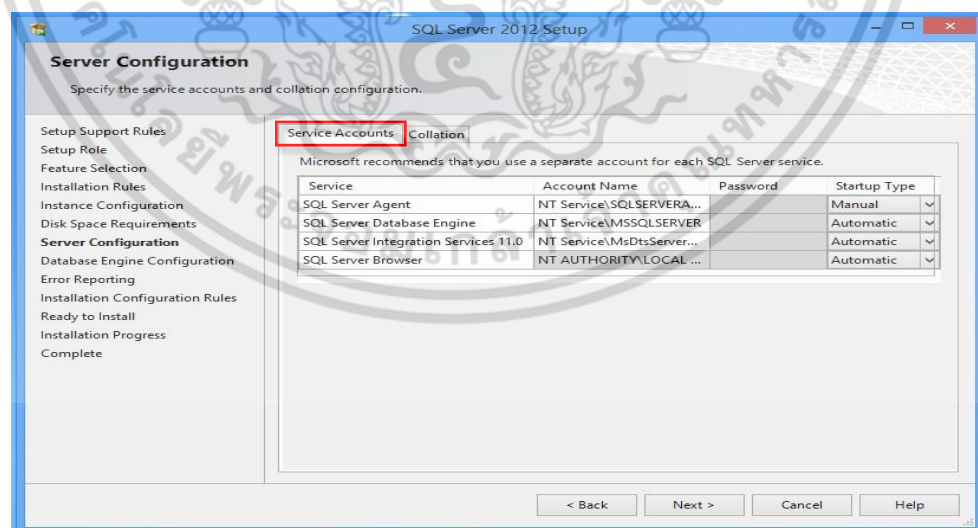 SQL Server 2012 Setup
Server Configuration
Specify the service accounts and collation configuration.
Setup Support Rules
Setup Role
Feature Selection
Installation Rules
Instance Configuration
Disk Space Requirements
Server Configuration
Database Engine Configuration
Error Reporting
Installation Configuration Rules
Ready to Install
Installation Progress
Complete
Service Accounts Collation
Microsoft recommends that you use a separate account for each SQL Server service.
Service Account Name Password Startup Type
SQL Server Agent NT Service\SQLSERVERA... Manual
SQL Server Database Engine NT Service\MSSQLSERVER Automatic
SQL Server Integration Services 11.0 NT Service\MsDtsServer... Automatic
SQL Server Browser NT AUTHORITY\LOCAL ... Automatic
< Back Next > Cancel Help